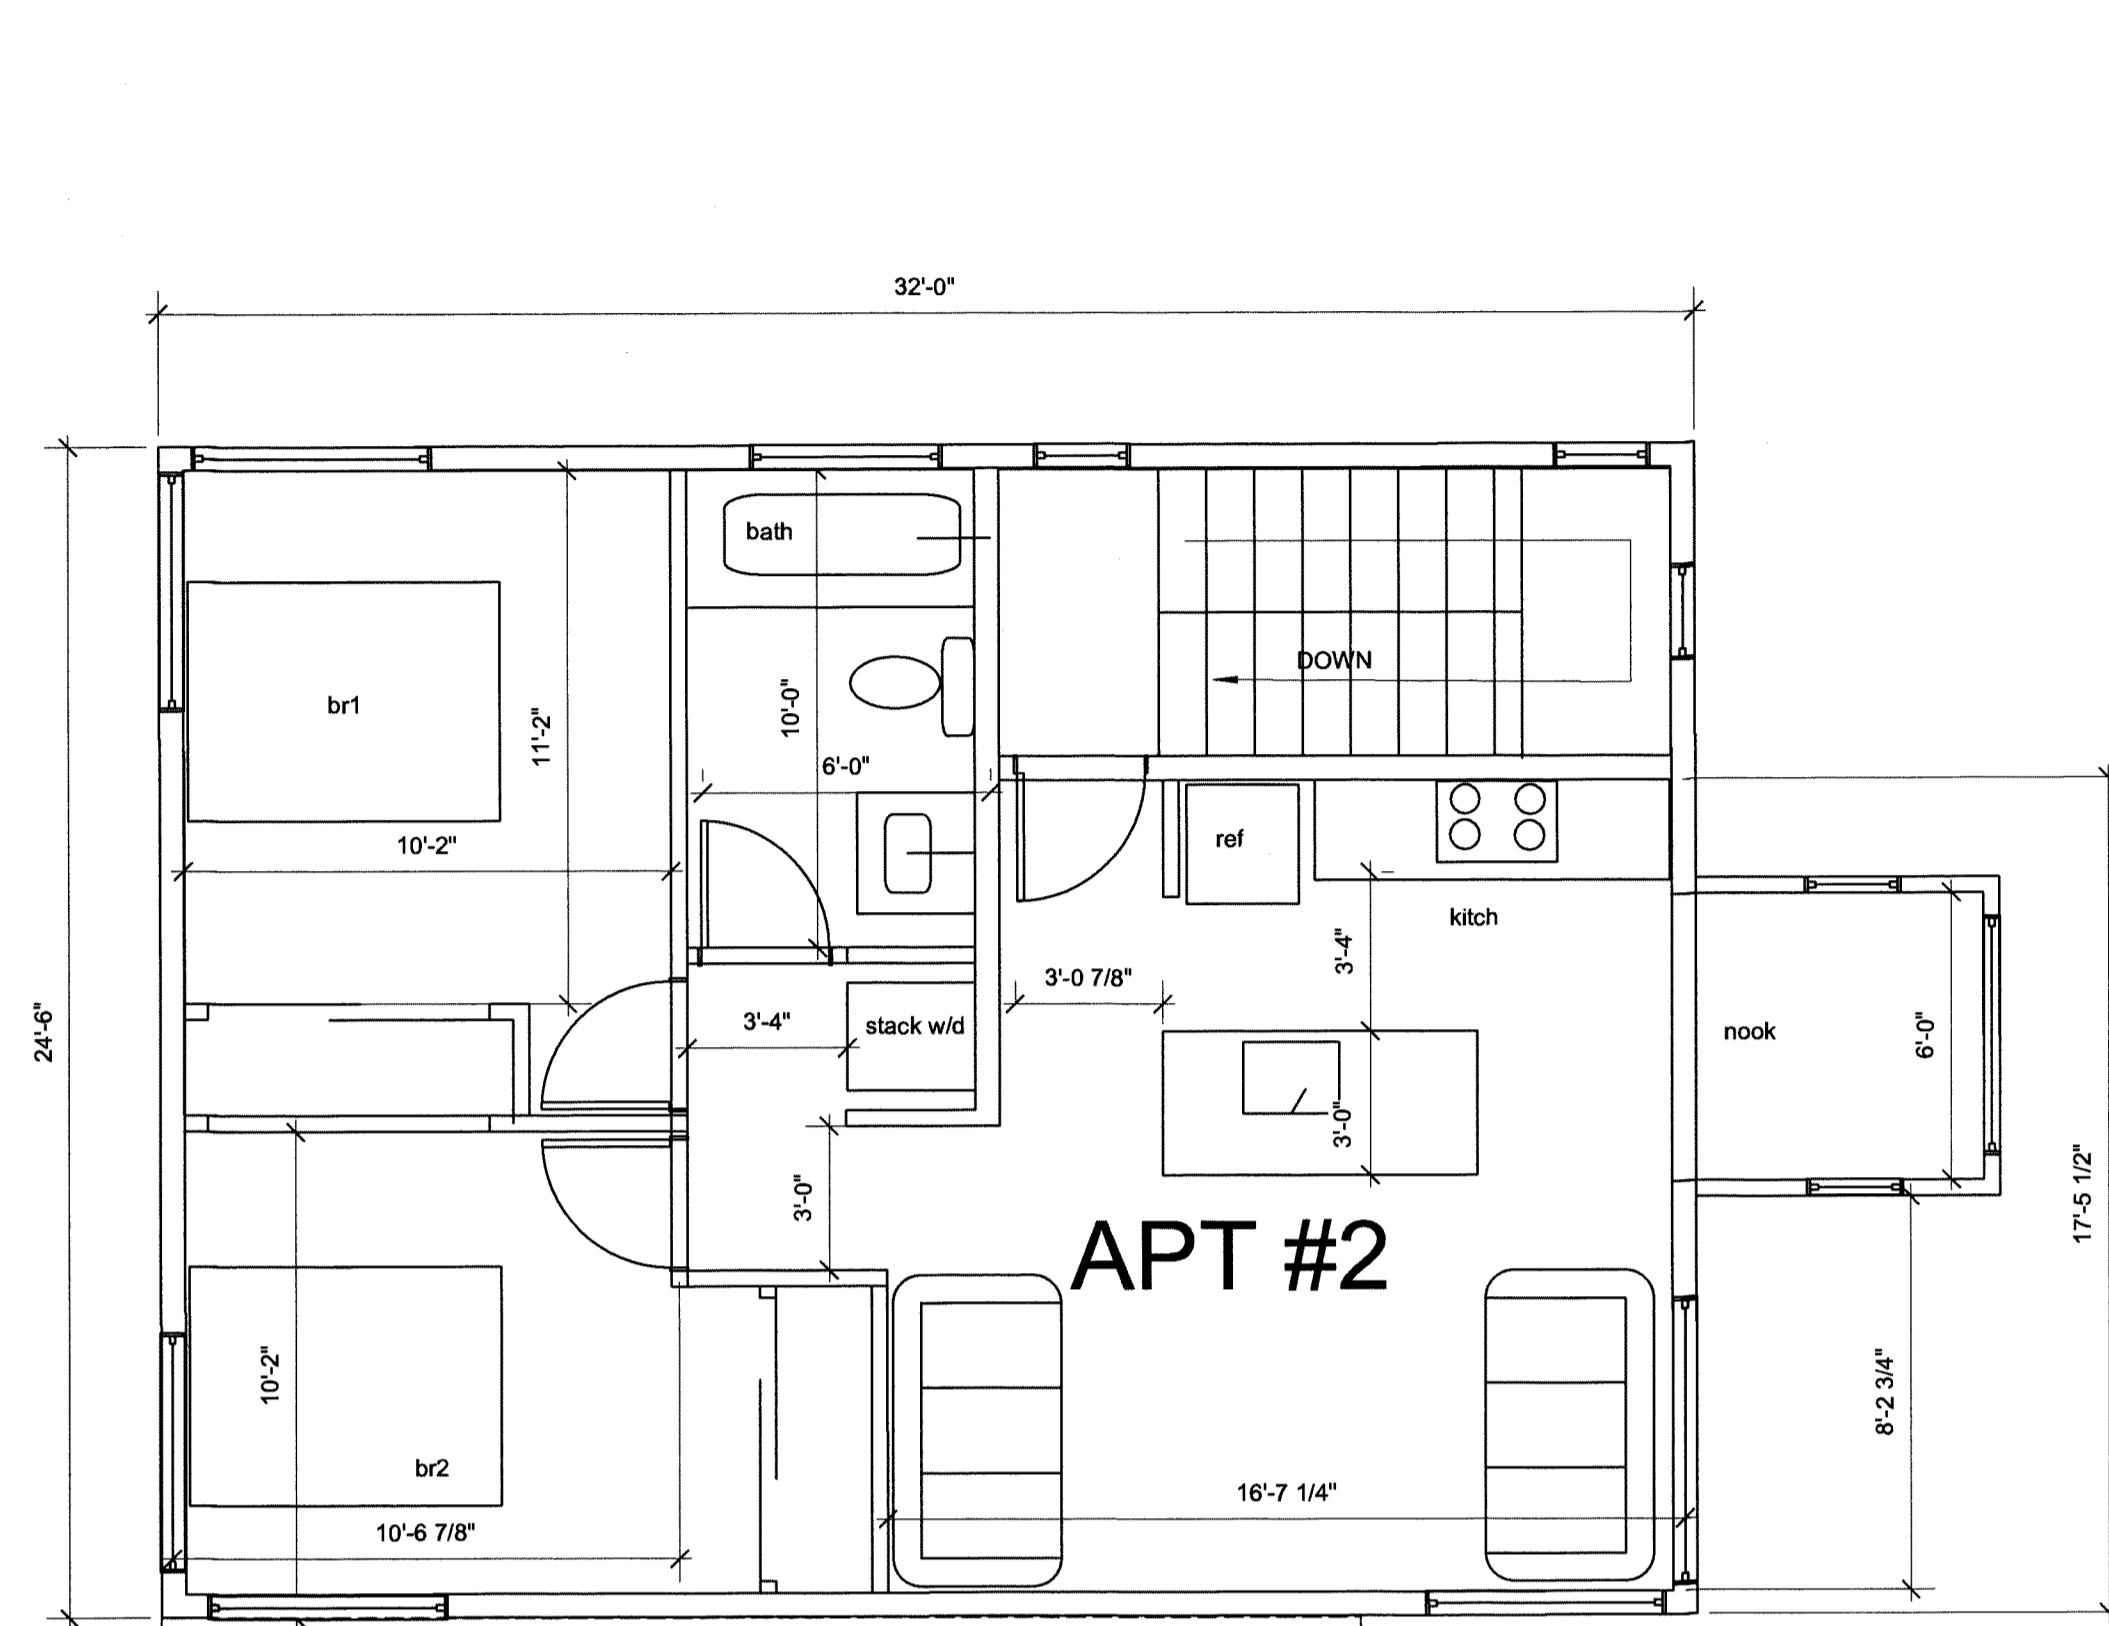 32'-0"
bath
DOWN
br1
11'-2"
10'-0"
6'-0"
10'-2"
ref
kitch
3'-4"
3'-0 7/8"
24'-6"
3'-4"
stack w/d
nook
6'-0"
3'-0"
17'-5 1/2"
3'-0"
APT #2
10'-2"
8'-2 3/4"
br2
16'-7 1/4"
10'-6 7/8"